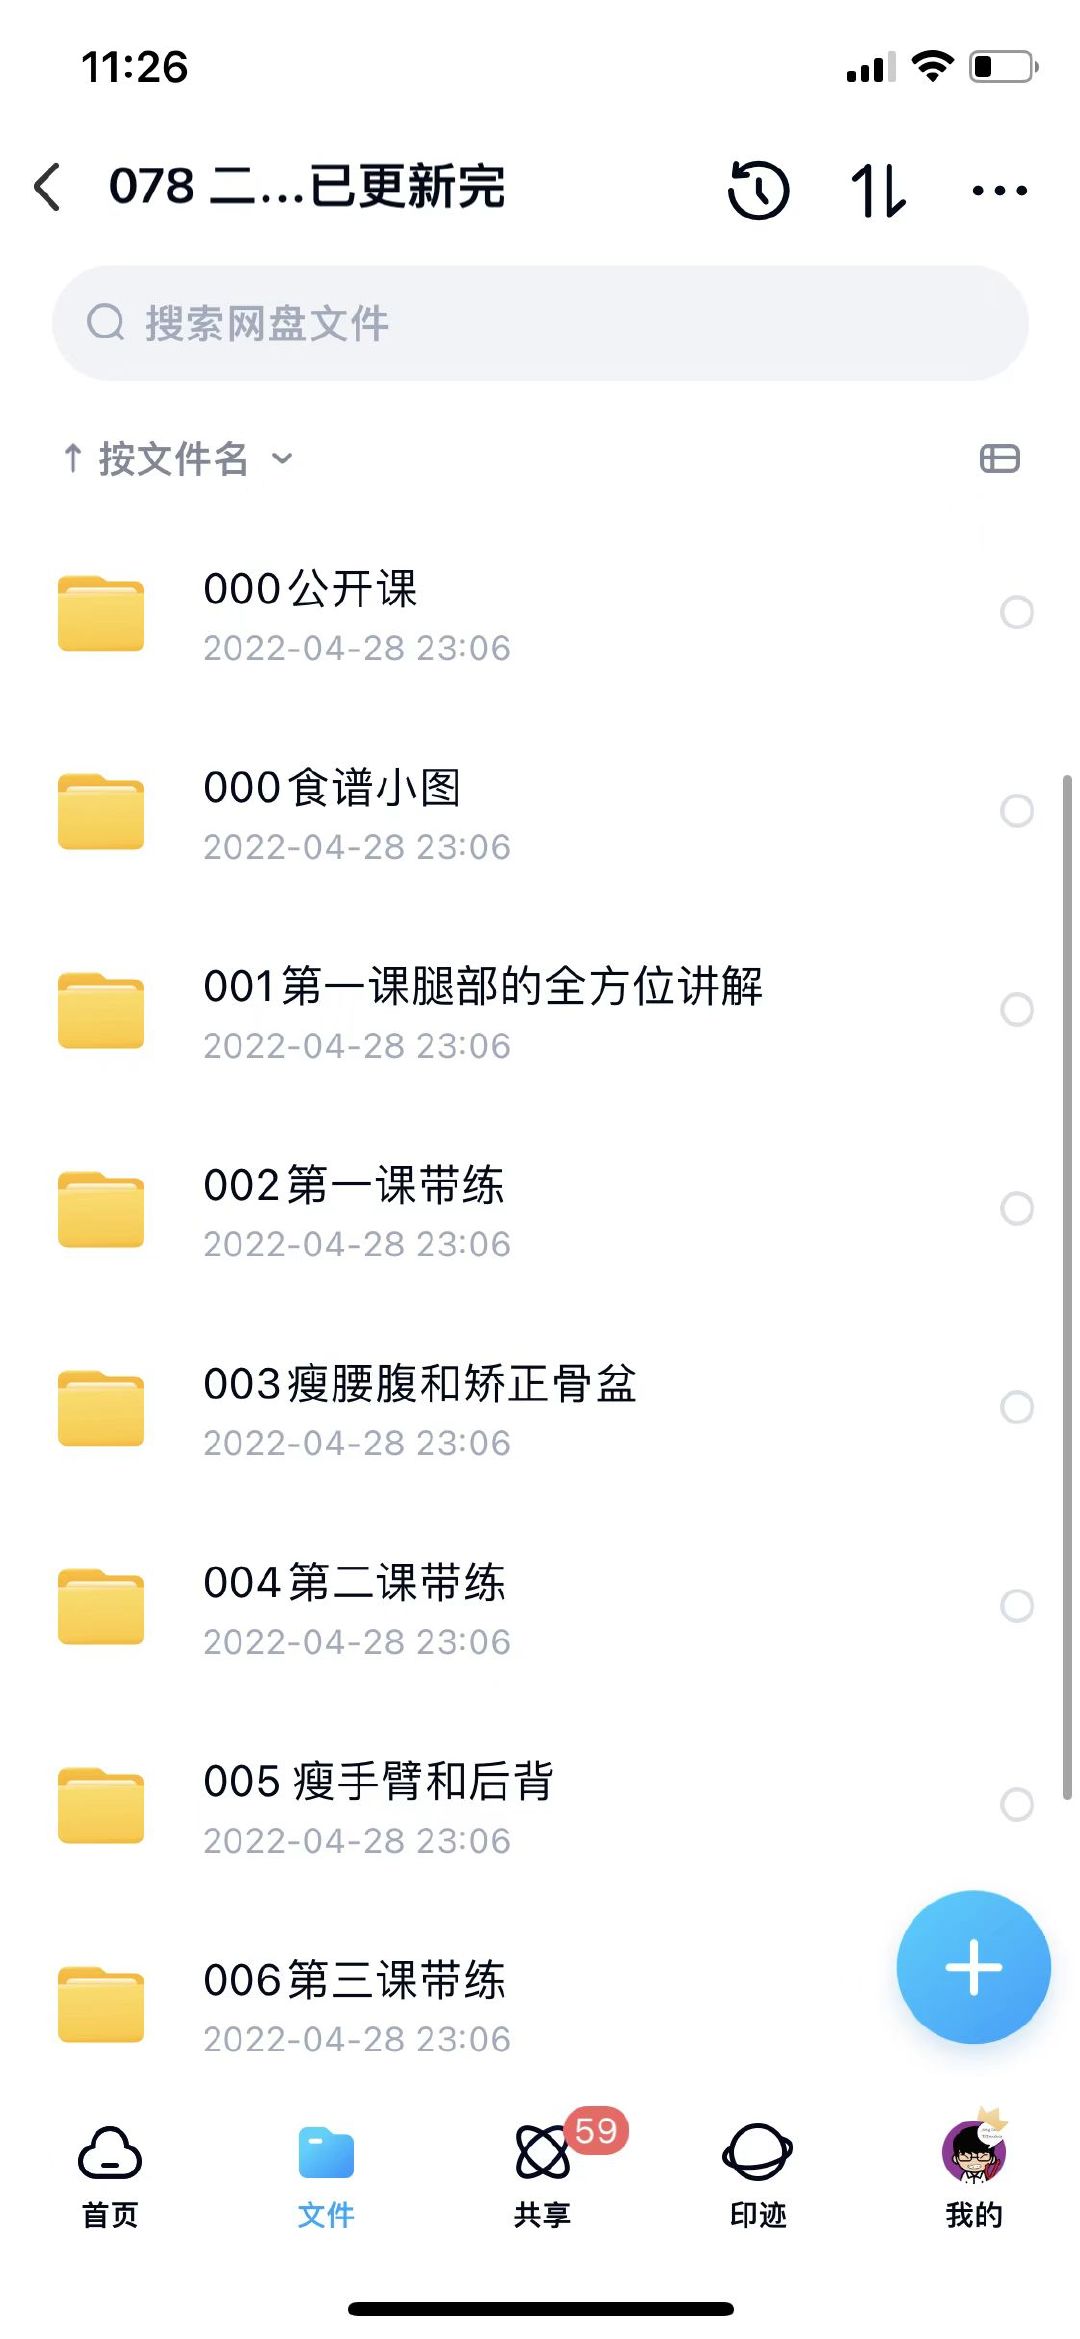 11:26
078 二...已更新完
搜索网盘文件
按文件名
000公开课
2022-04-28 23:06
000食谱小图
2022-04-28 23:06
001第一课腿部的全方位讲解
2022-04-28 23:06
002第一课带练
2022-04-28 23:06
003瘦腰腹和矫正骨盆
2022-04-28 23:06
004第二课带练
2022-04-28 23:06
005 瘦手臂和后背
2022-04-28 23:06
006第三课带练
2022-04-28 23:06
59
首页 文件 共享 印迹 我的